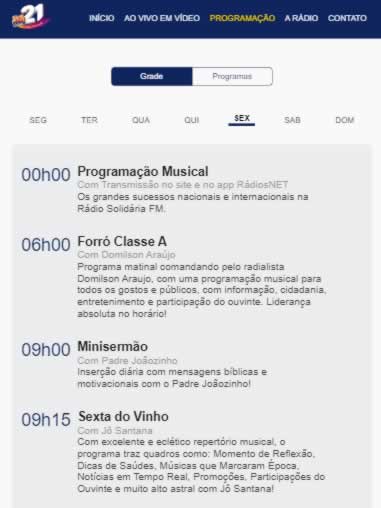 21
INÍCIO AO VIVO EM VÍDEO PROGRAMAÇÃO A RÁDIO CONTATO
Grade Programas
SEG TER QUA QUI SEX SAB DOM
00h00 Programação Musical
Com Transmissão no site e no app RádiosNET
Os grandes sucessos nacionais e internacionais na
Rádio Solidária FM.
06h00 Forró Classe A
Com Domilson Araújo
Programa matinal comandando pelo radialista
Domilson Araujo, com uma programação musical para
todos os gostos e públicos, com informação, cidadania,
entretenimento e participação do ouvinte. Liderança
absoluta no horário!
09h00 Minisermão
Com Padre Joãozinho
Inserção diária com mensagens bíblicas e
motivacionais com o Padre Joãozinho!
09h15 Sexta do Vinho
Com Jô Santana
Com excelente e eclético repertório musical, o
programa traz quadros como: Momento de Reflexão,
Dicas de Saúdes, Músicas que Marcaram Época,
Notícias em Tempo Real, Promoções, Participações do
Ouvinte e muito alto astral com Jô Santana!